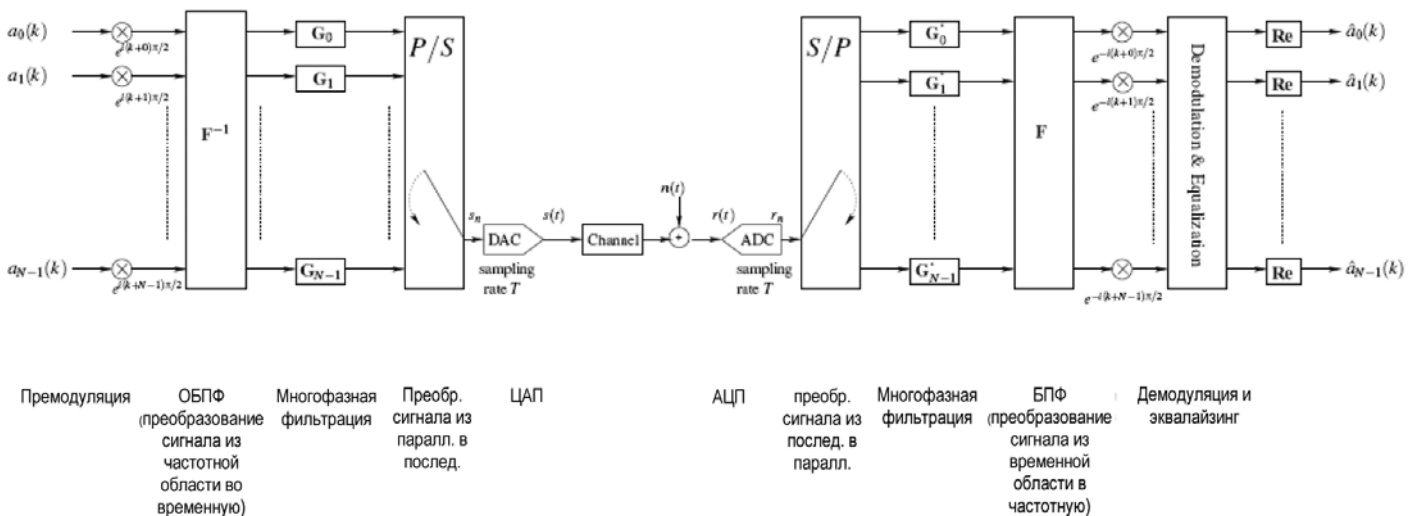 a₀(k)
e^{i(k+0)π/2}
a₁(k)
e^{i(k+1)π/2}
a_{N−1}(k)
e^{i(k+N−1)π/2}
F⁻¹
G₀
G₁
G_{N−1}
P/S
s_n
DAC
sampling
rate T
s(t)
Channel
n(t)
+
r(t)
ADC
sampling
rate T
r_n
S/P
G₀*
G₁*
G*_{N−1}
F
e^{−i(k+0)π/2}
e^{−i(k+1)π/2}
e^{−i(k+N−1)π/2}
Demodulation & Equalization
Re
Re
Re
â₀(k)
â₁(k)
â_{N−1}(k)
Премодуляция
ОБПФ
(преобразование
сигнала из
частотной
области во
временную)
Многофазная
фильтрация
Преобр.
сигнала из
паралл. в
послед.
ЦАП
АЦП
преобр.
сигнала из
послед. в
паралл.
Многофазная
фильтрация
БПФ
(преобразование
сигнала из
временной
области в
частотную)
Демодуляция и
эквалайзинг